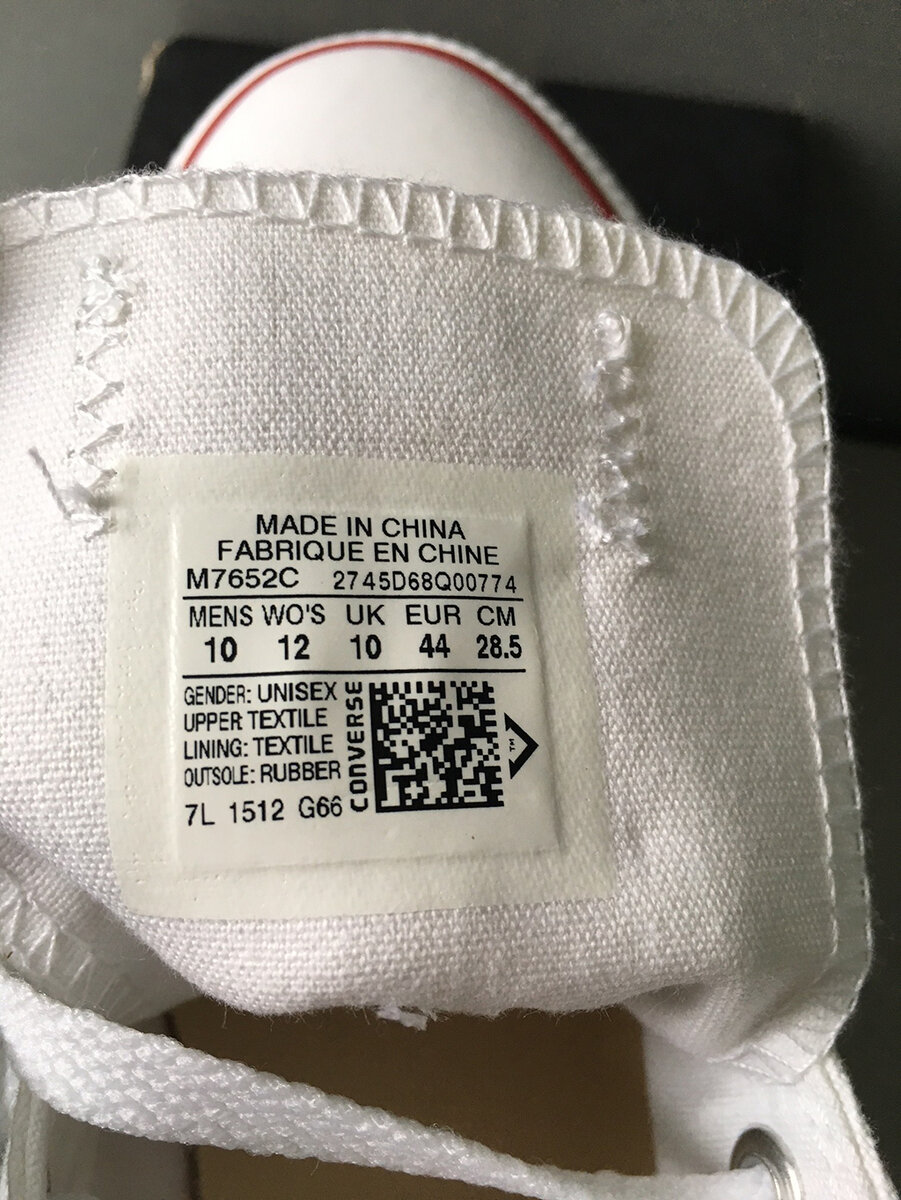 MADE IN CHINA
FABRIQUE EN CHINE
M7652C 2745D68Q00774
MENS WO'S UK EUR CM
10 12 10 44 28.5
GENDER: UNISEX
UPPER TEXTILE
LINING: TEXTILE
OUTSOLE: RUBBER
7L 1512 G66
CONVERSE
TM